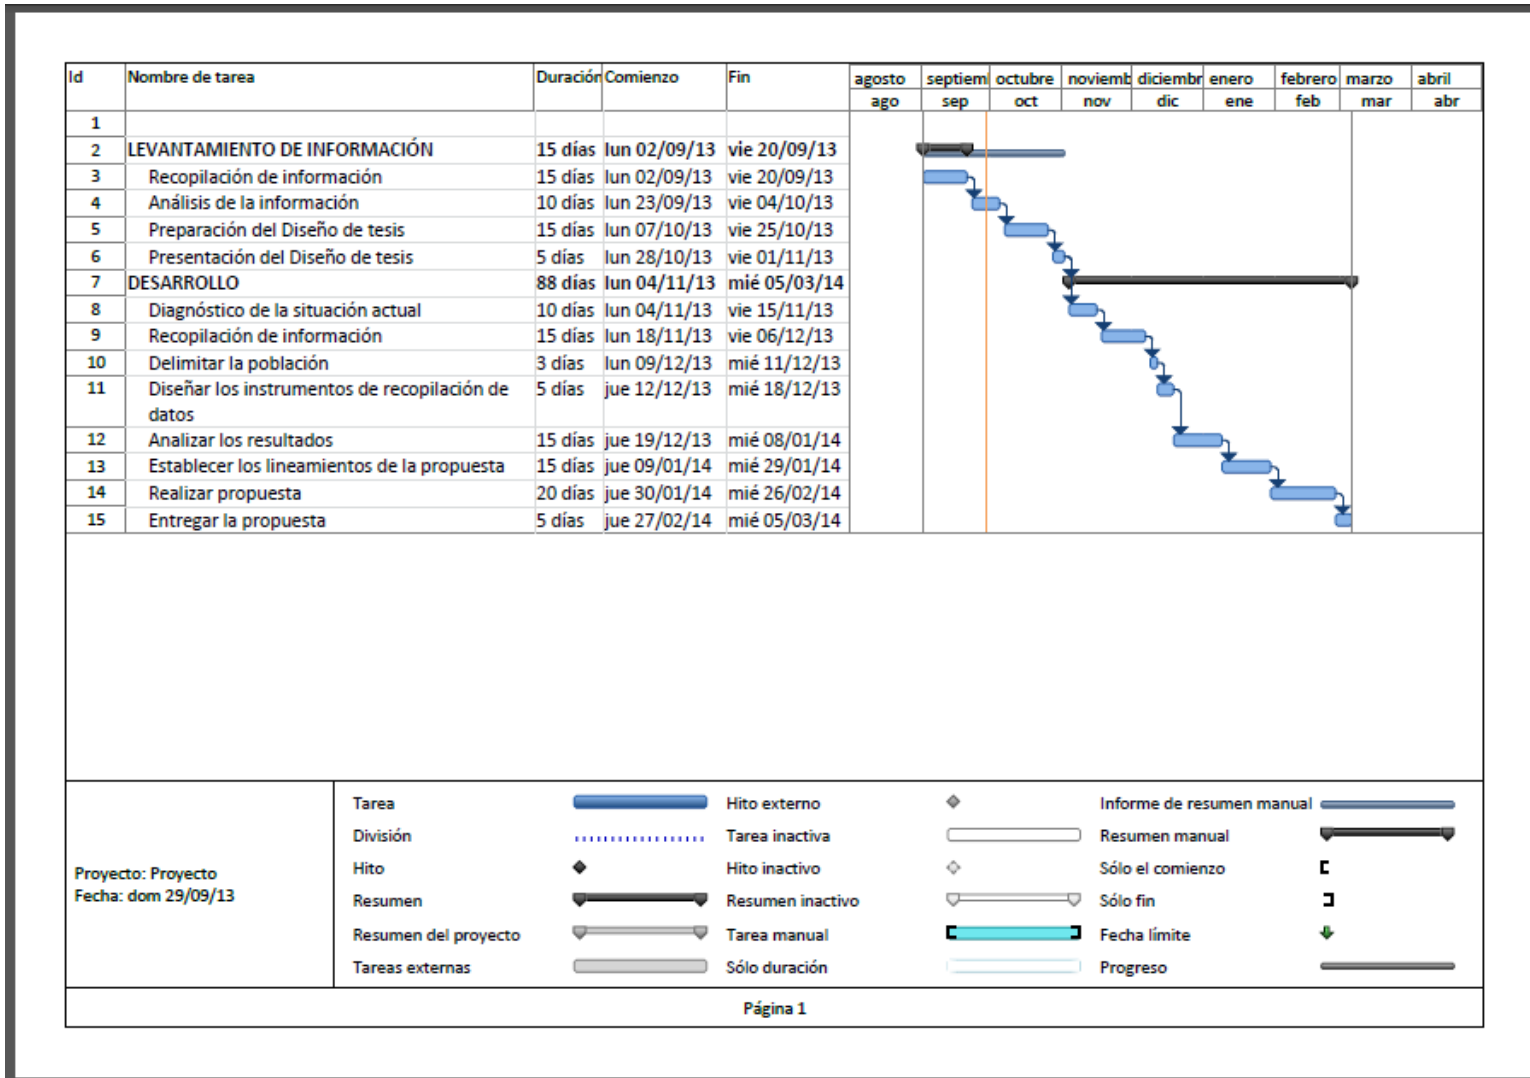 Id Nombre de tarea Duración Comienzo Fin agosto septiem octubre noviemb diciembr enero febrero marzo abril
ago sep oct nov dic ene feb mar abr
1
2 LEVANTAMIENTO DE INFORMACIÓN 15 días lun 02/09/13 vie 20/09/13
3 Recopilación de información 15 días lun 02/09/13 vie 20/09/13
4 Análisis de la información 10 días lun 23/09/13 vie 04/10/13
5 Preparación del Diseño de tesis 15 días lun 07/10/13 vie 25/10/13
6 Presentación del Diseño de tesis 5 días lun 28/10/13 vie 01/11/13
7 DESARROLLO 88 días lun 04/11/13 mié 05/03/14
8 Diagnóstico de la situación actual 10 días lun 04/11/13 vie 15/11/13
9 Recopilación de información 15 días lun 18/11/13 vie 06/12/13
10 Delimitar la población 3 días lun 09/12/13 mié 11/12/13
11 Diseñar los instrumentos de recopilación de 5 días jue 12/12/13 mié 18/12/13
datos
12 Analizar los resultados 15 días jue 19/12/13 mié 08/01/14
13 Establecer los lineamientos de la propuesta 15 días jue 09/01/14 mié 29/01/14
14 Realizar propuesta 20 días jue 30/01/14 mié 26/02/14
15 Entregar la propuesta 5 días jue 27/02/14 mié 05/03/14
Proyecto: Proyecto
Fecha: dom 29/09/13
Tarea Hito externo Informe de resumen manual
División Tarea inactiva Resumen manual
Hito Hito inactivo Sólo el comienzo
Resumen Resumen inactivo Sólo fin
Resumen del proyecto Tarea manual Fecha límite
Tareas externas Sólo duración Progreso
Página 1